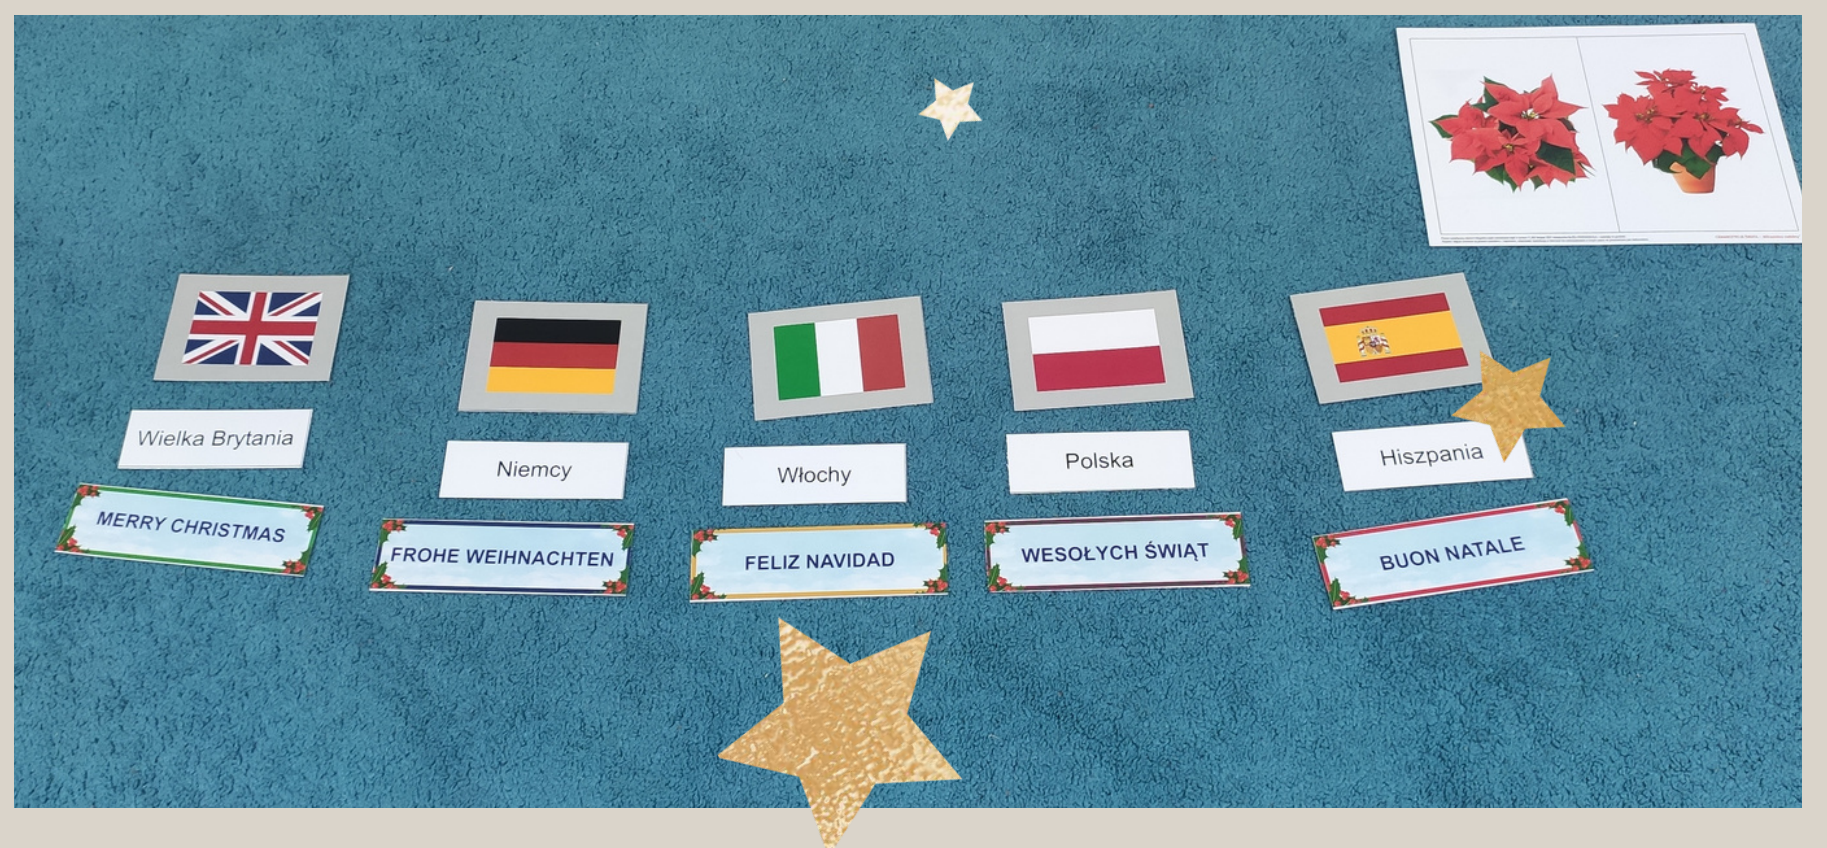 Wielka Brytania
Niemcy
Włochy
Polska
Hiszpania
MERRY CHRISTMAS
FROHE WEIHNACHTEN
FELIZ NAVIDAD
WESOŁYCH ŚWIĄT
BUON NATALE